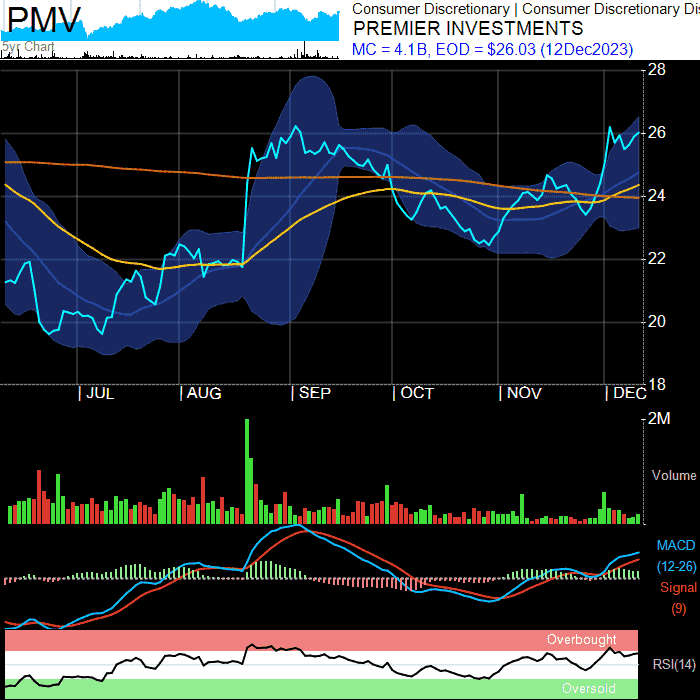 PMV
5yr Chart
Consumer Discretionary | Consumer Discretionary Dis
PREMIER INVESTMENTS
MC = 4.1B, EOD = $26.03 (12Dec2023)
28
26
24
22
20
18
| JUL | AUG | SEP | OCT | NOV | DEC
2M
Volume
MACD
(12-26)
Signal
(9)
Overbought
RSI(14)
Oversold